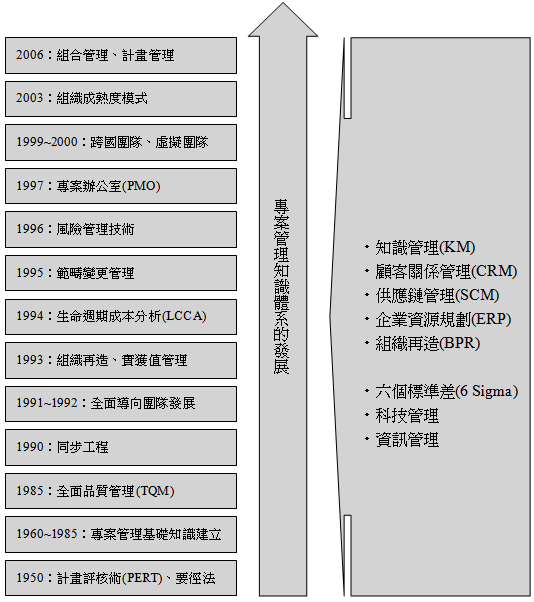 2006：組合管理、計畫管理
2003：組織成熟度模式
1999~2000：跨國團隊、虛擬團隊
1997：專案辦公室(PMO)
1996：風險管理技術
1995：範疇變更管理
1994：生命週期成本分析(LCCA)
1993：組織再造、實獲值管理
1991~1992：全面導向團隊發展
1990：同步工程
1985：全面品質管理(TQM)
1960~1985：專案管理基礎知識建立
1950：計畫評核術(PERT)、要徑法
專案管理知識體系的發展
・知識管理(KM)
・顧客關係管理(CRM)
・供應鏈管理(SCM)
・企業資源規劃(ERP)
・組織再造(BPR)
・六個標準差(6 Sigma)
・科技管理
・資訊管理